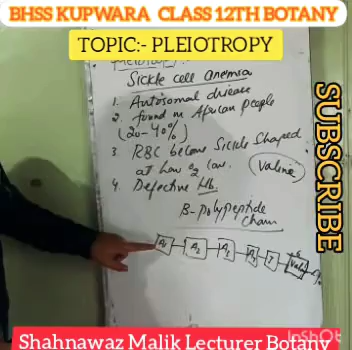 BHSS KUPWARA CLASS 12TH BOTANY
TOPIC:- PLEIOTROPY
Sickle cell anemia
1. Autosomal disease
2. found in African people
(20-40%)
3 RBC become Sickle Shaped
at low O2 conc.
(Valine)
4. Defective Hb.
B-polypeptide
chain
SUBSCRIBE
InShOt
Shahnawaz Malik Lecturer Botany